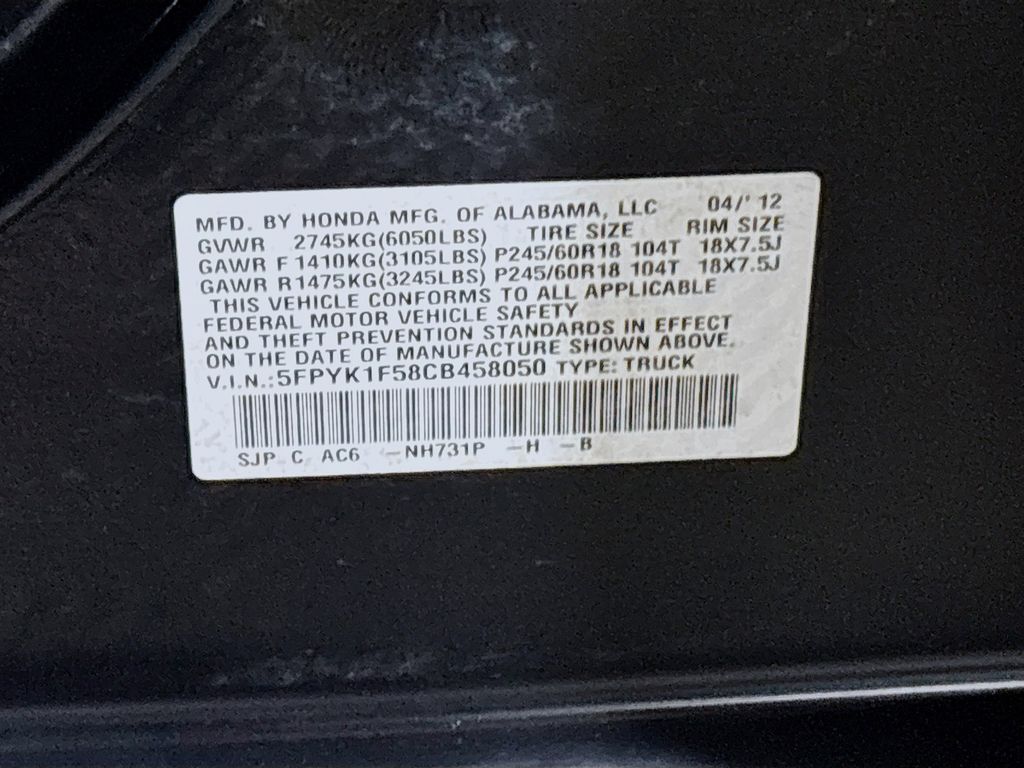 MFD. BY HONDA MFG. OF ALABAMA, LLC 04/'12
GVWR 2745KG(6050LBS) TIRE SIZE RIM SIZE
GAWR F1410KG(3105LBS) P245/60R18 104T 18X7.5J
GAWR R1475KG(3245LBS) P245/60R18 104T 18X7.5J
THIS VEHICLE CONFORMS TO ALL APPLICABLE
FEDERAL MOTOR VEHICLE SAFETY
AND THEFT PREVENTION STANDARDS IN EFFECT
ON THE DATE OF MANUFACTURE SHOWN ABOVE.
V.I.N.:5FPYK1F58CB458050 TYPE: TRUCK
SJP C AC6 -NH731P -H -B